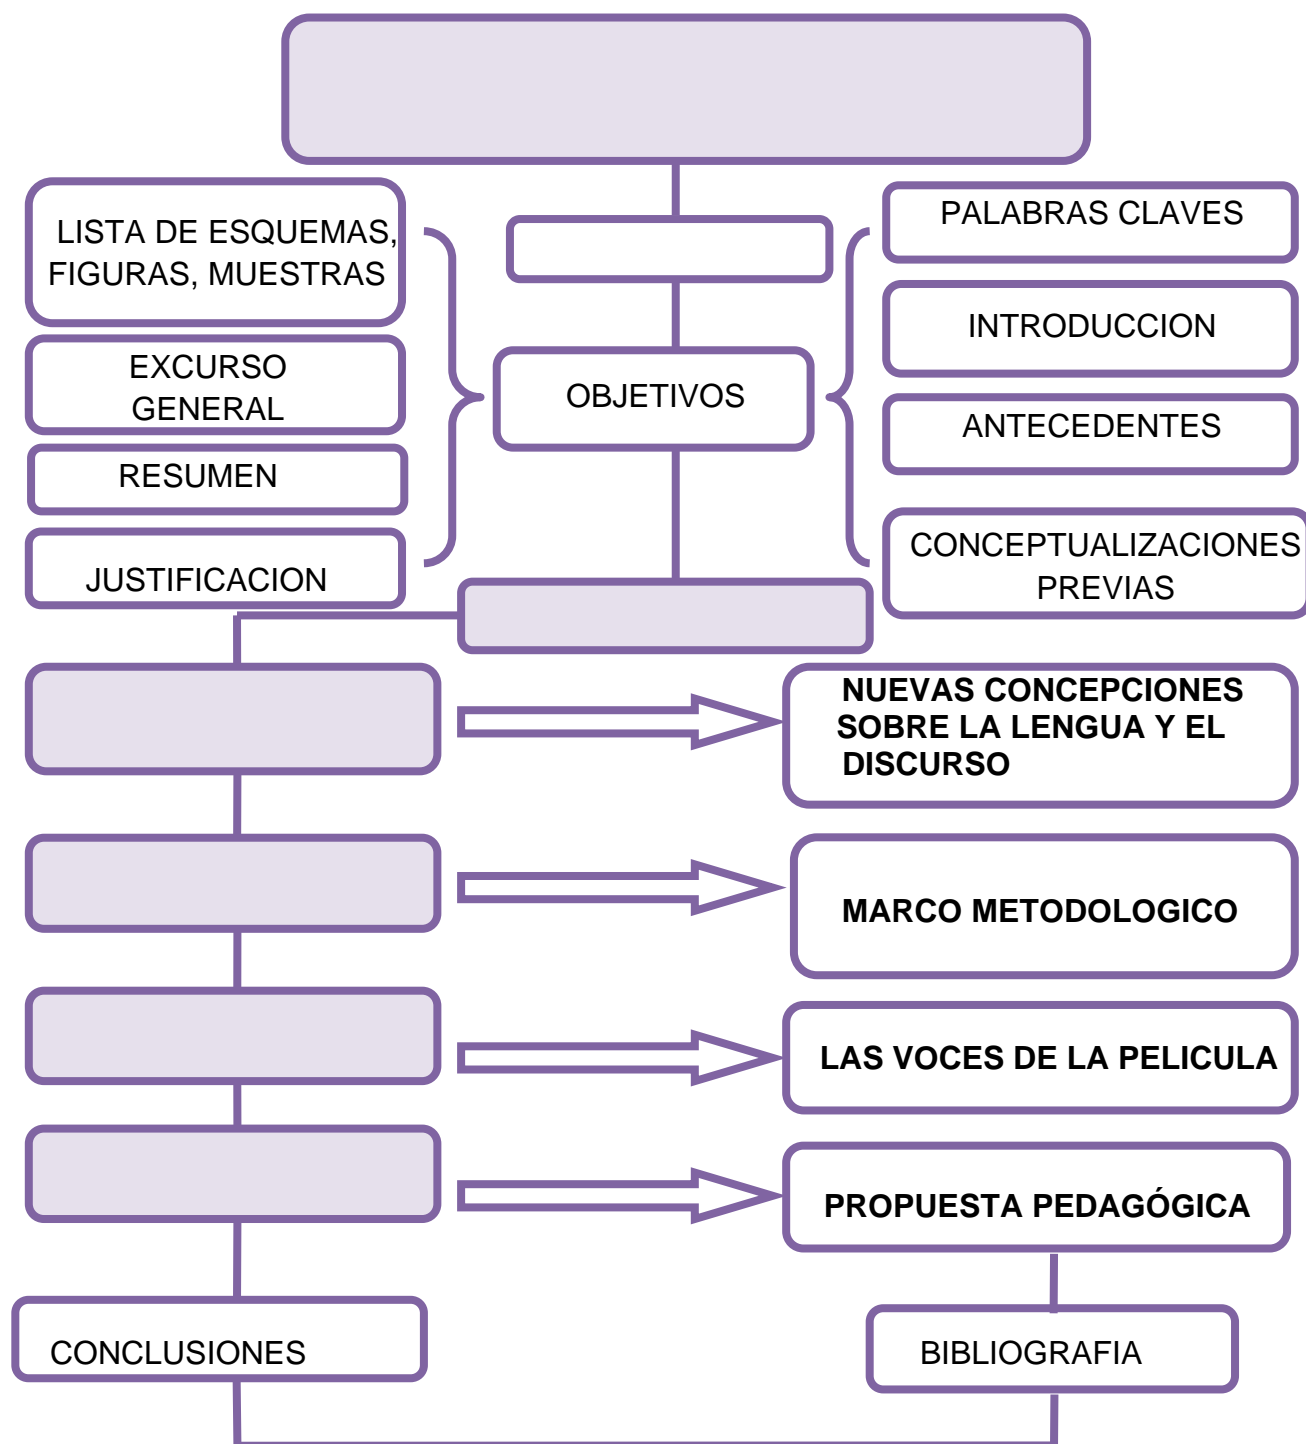 LISTA DE ESQUEMAS,
FIGURAS, MUESTRAS
EXCURSO
GENERAL
RESUMEN
JUSTIFICACION
OBJETIVOS
PALABRAS CLAVES
INTRODUCCION
ANTECEDENTES
CONCEPTUALIZACIONES
PREVIAS
NUEVAS CONCEPCIONES
SOBRE LA LENGUA Y EL
DISCURSO
MARCO METODOLOGICO
LAS VOCES DE LA PELICULA
PROPUESTA PEDAGÓGICA
CONCLUSIONES
BIBLIOGRAFIA